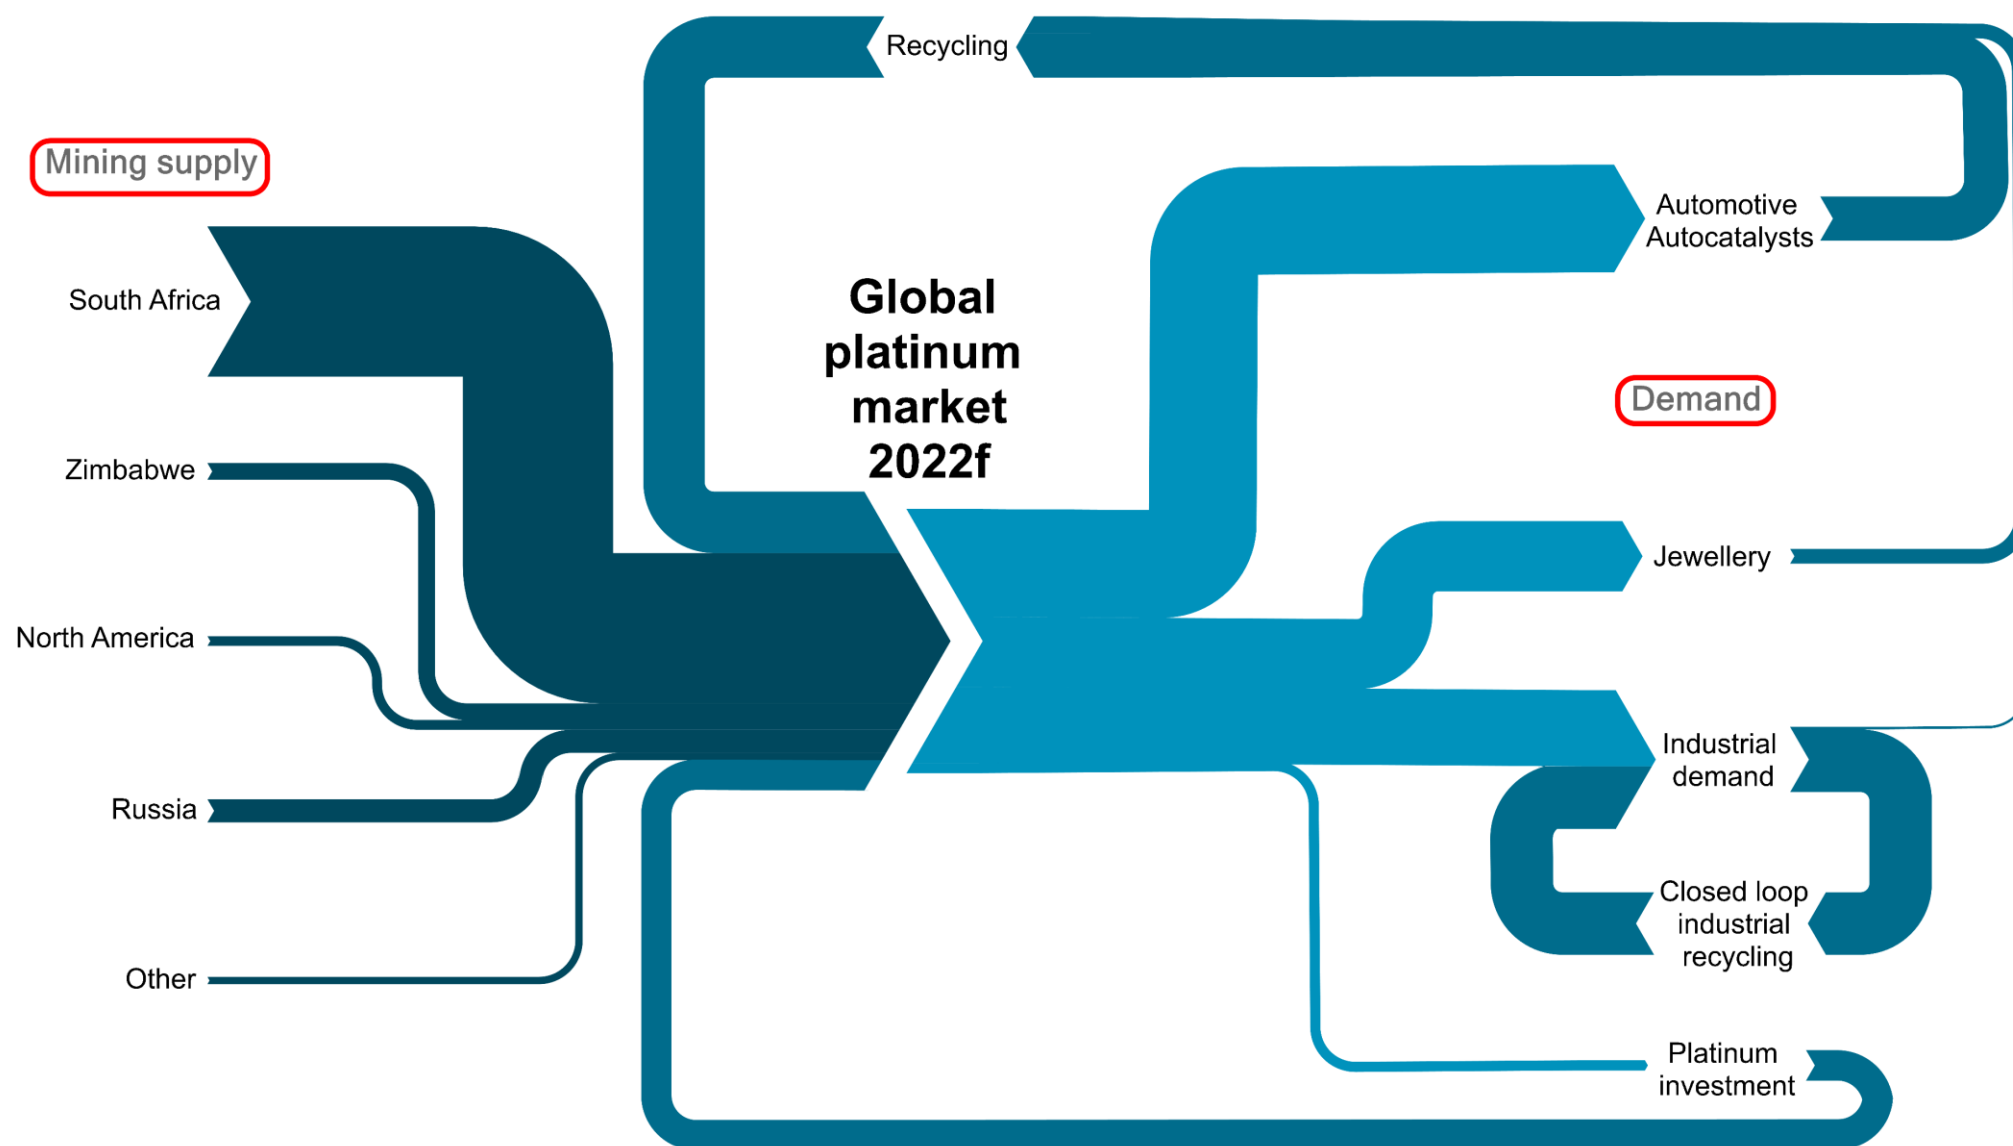 Recycling
Mining supply
Automotive
Autocatalysts
South Africa
Global
platinum
market
2022f
Demand
Zimbabwe
Jewellery
North America
Industrial
demand
Russia
Closed loop
industrial
recycling
Other
Platinum
investment